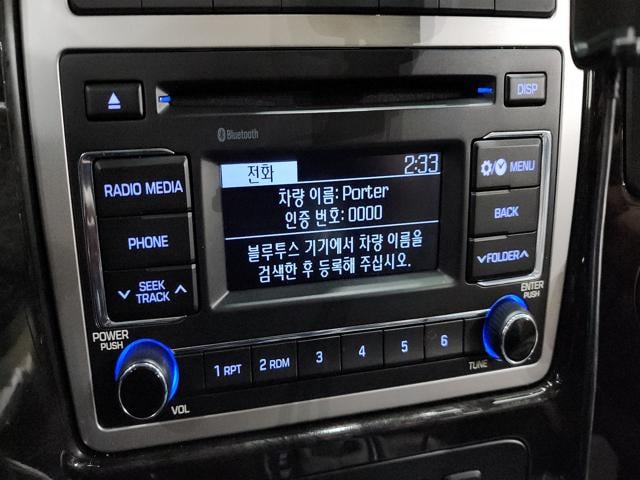 DISP
Bluetooth
전화 2:33
차량 이름: Porter
인증 번호: 0000
블루투스 기기에서 차량 이름을
검색한 후 등록해 주십시오.
RADIO MEDIA
PHONE
SEEK
TRACK
MENU
BACK
FOLDER
POWER
PUSH
VOL
1 RPT
2 RDM
3
4
5
6
ENTER
PUSH
TUNE